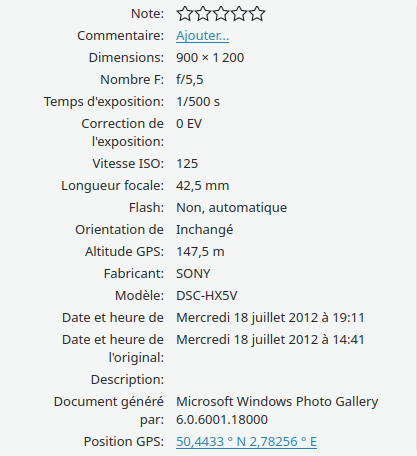 Note:
Commentaire: Ajouter...
Dimensions: 900 × 1 200
Nombre F: f/5,5
Temps d'exposition: 1/500 s
Correction de 0 EV
l'exposition:
Vitesse ISO: 125
Longueur focale: 42,5 mm
Flash: Non, automatique
Orientation de Inchangé
Altitude GPS: 147,5 m
Fabricant: SONY
Modèle: DSC-HX5V
Date et heure de Mercredi 18 juillet 2012 à 19:11
Date et heure de Mercredi 18 juillet 2012 à 14:41
l'original:
Description:
Document généré Microsoft Windows Photo Gallery
par: 6.0.6001.18000
Position GPS: 50,4433 ° N 2,78256 ° E